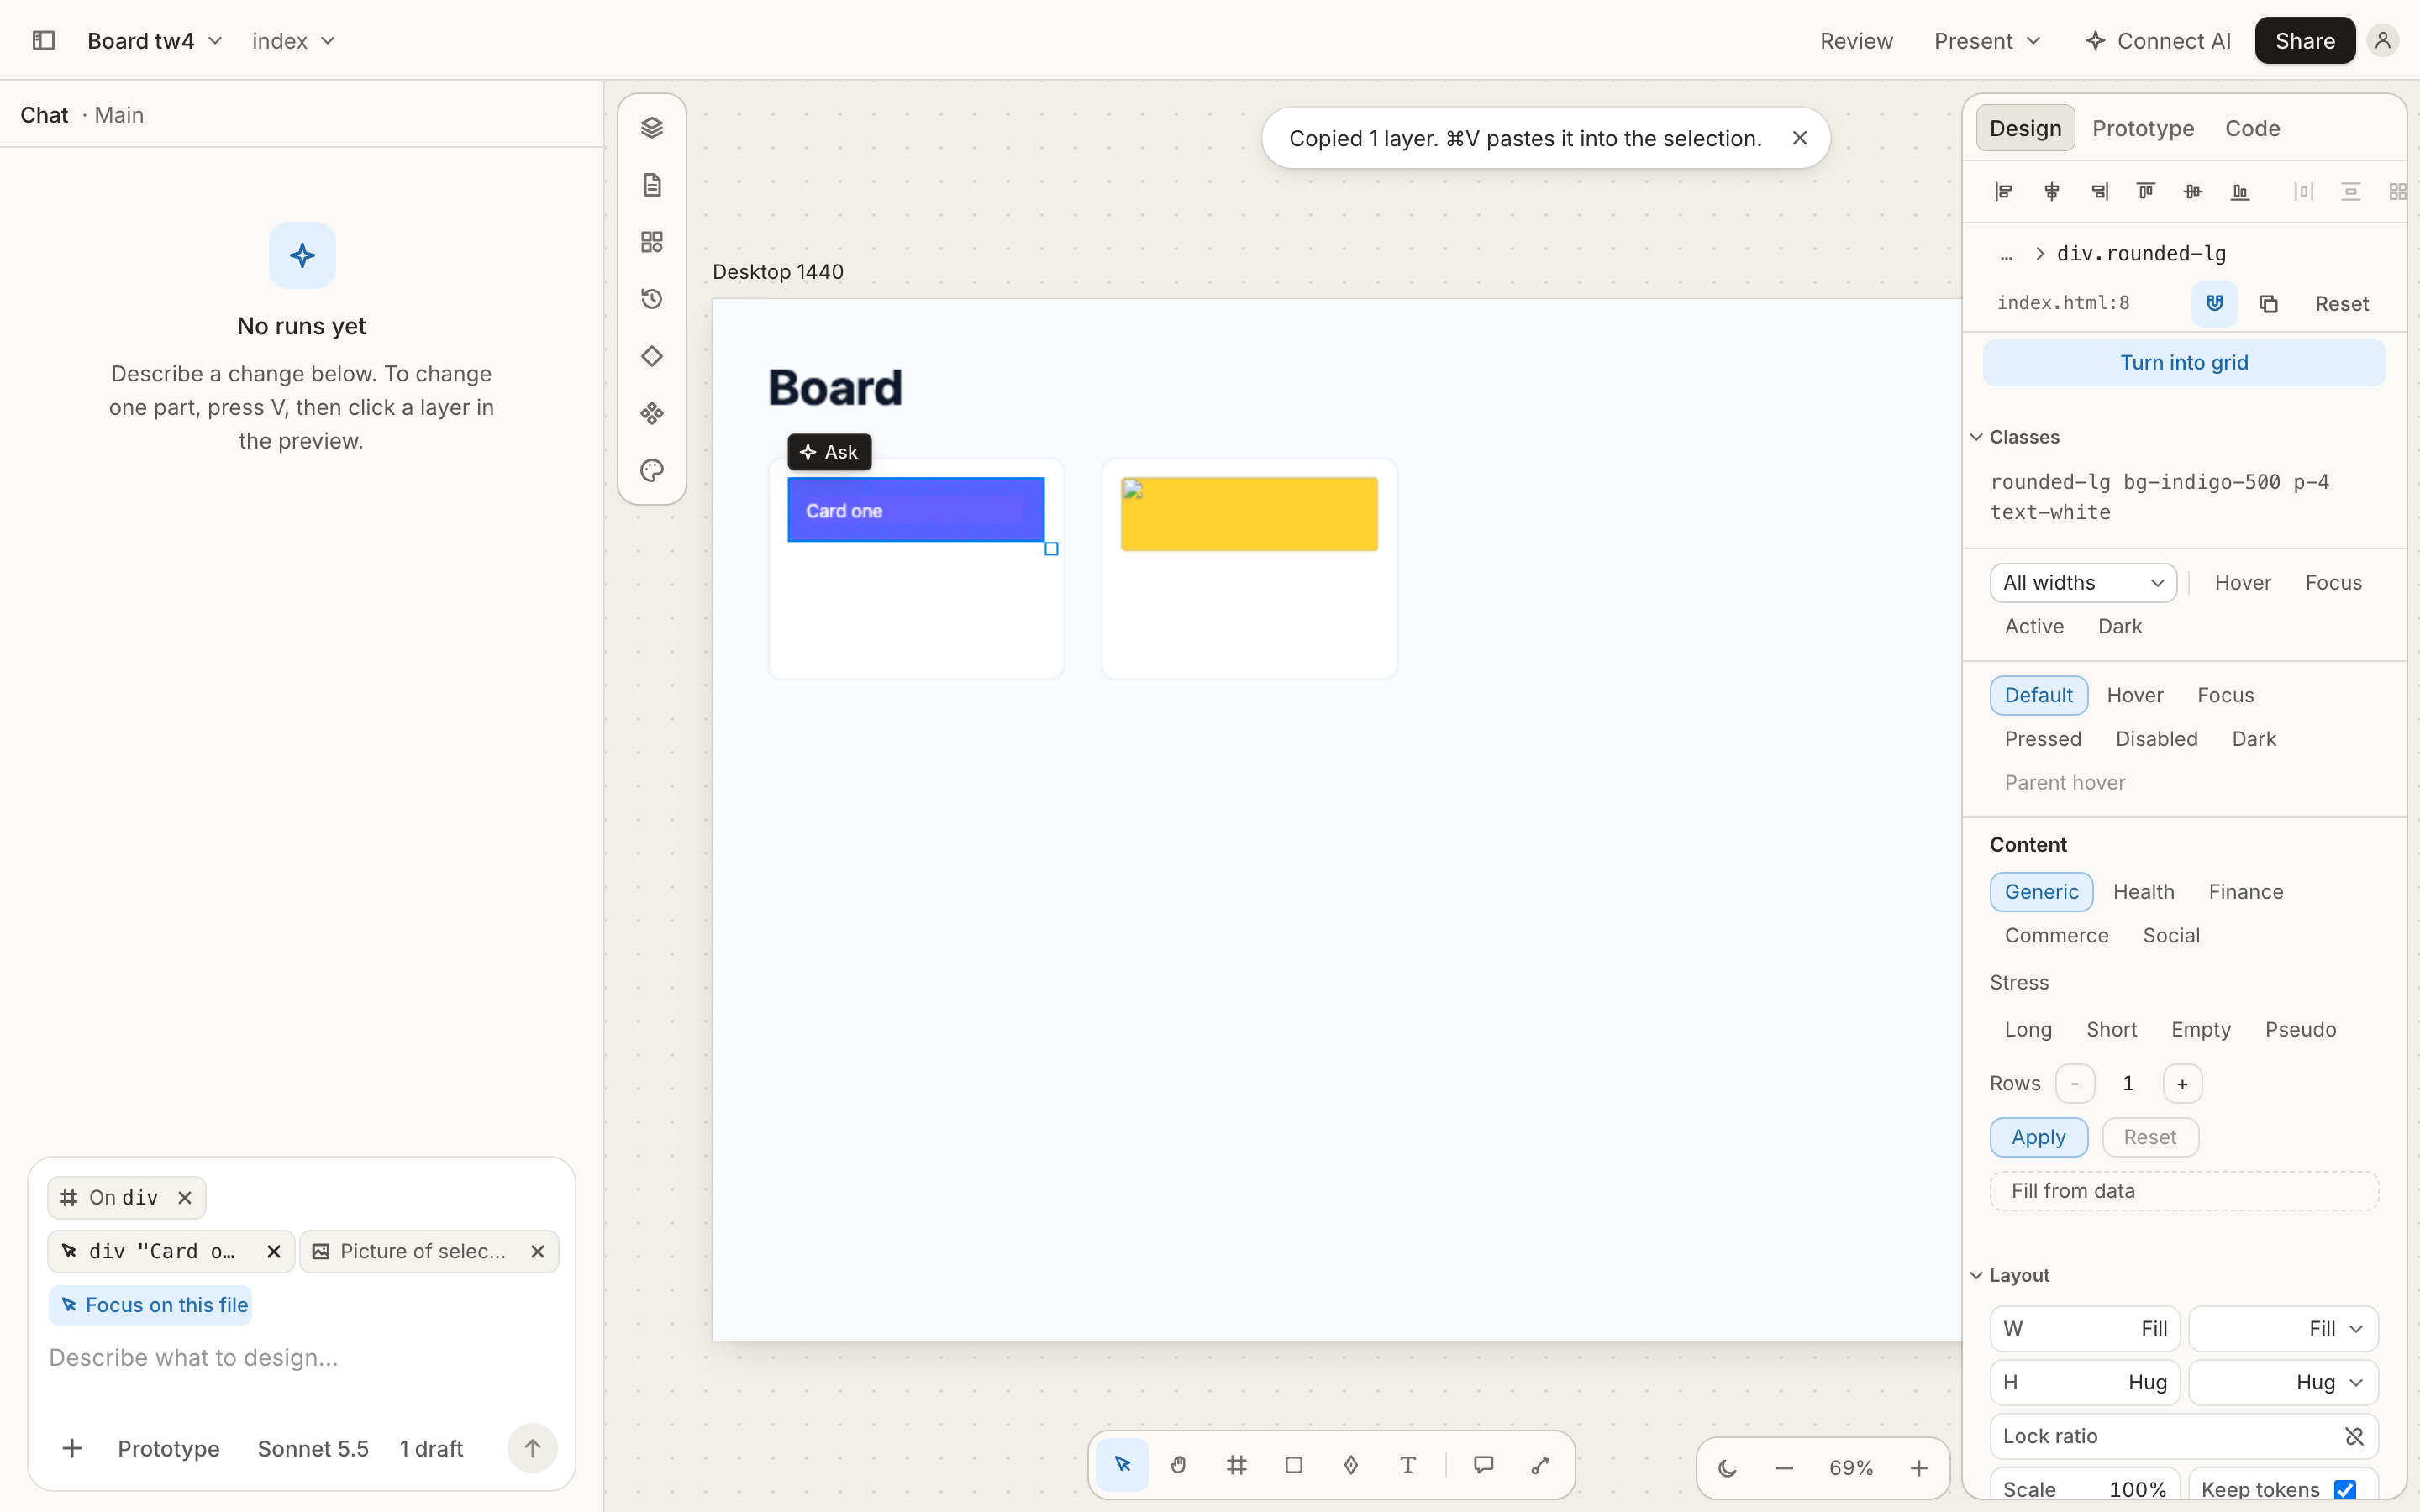 Board tw4
index
Review
Present
Connect AI
Share
Chat · Main
No runs yet
Describe a change below. To change
one part, press V, then click a layer in
the preview.
On div
div "Card o…
Picture of selec…
Focus on this file
Describe what to design…
Prototype
Sonnet 5.5
1 draft
Copied 1 layer. ⌘V pastes it into the selection.
Desktop 1440
Board
Ask
Card one
69%
Design
Prototype
Code
… > div.rounded-lg
index.html:8
Reset
Turn into grid
Classes
rounded-lg bg-indigo-500 p-4
text-white
All widths
Hover
Focus
Active
Dark
Default
Hover
Focus
Pressed
Disabled
Dark
Parent hover
Content
Generic
Health
Finance
Commerce
Social
Stress
Long
Short
Empty
Pseudo
Rows - 1 +
Apply
Reset
Fill from data
Layout
W Fill
Fill
H Hug
Hug
Lock ratio
Scale 100%
Keep tokens